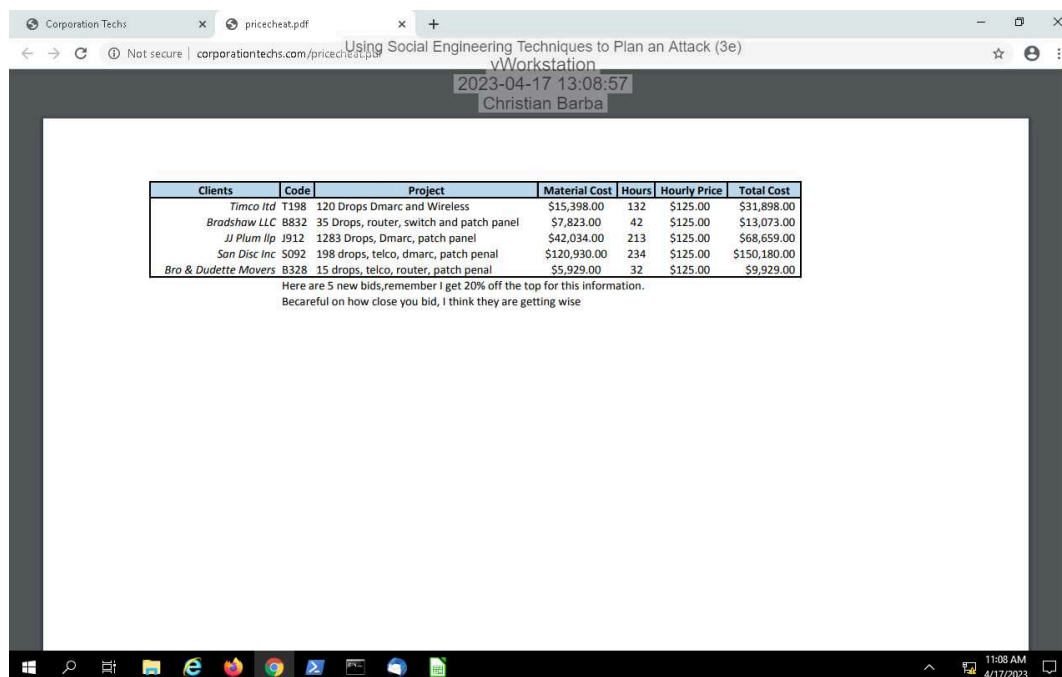 Corporation Techs
pricecheat.pdf
Not secure | corporationtechs.com/pricecheat.pdf
Using Social Engineering Techniques to Plan an Attack (3e)
vWorkstation
2023-04-17 13:08:57
Christian Barba
Clients Code Project Material Cost Hours Hourly Price Total Cost
Timco ltd T198 120 Drops Dmarc and Wireless $15,398.00 132 $125.00 $31,898.00
Bradshaw LLC B832 35 Drops, router, switch and patch panel $7,823.00 42 $125.00 $13,073.00
JJ Plum llp J912 1283 Drops, Dmarc, patch panel $42,034.00 213 $125.00 $68,659.00
San Disc Inc S092 198 drops, telco, dmarc, patch penal $120,930.00 234 $125.00 $150,180.00
Bro & Dudette Movers B328 15 drops, telco, router, patch penal $5,929.00 32 $125.00 $9,929.00
Here are 5 new bids,remember I get 20% off the top for this information.
Becareful on how close you bid, I think they are getting wise
11:08 AM
4/17/2023